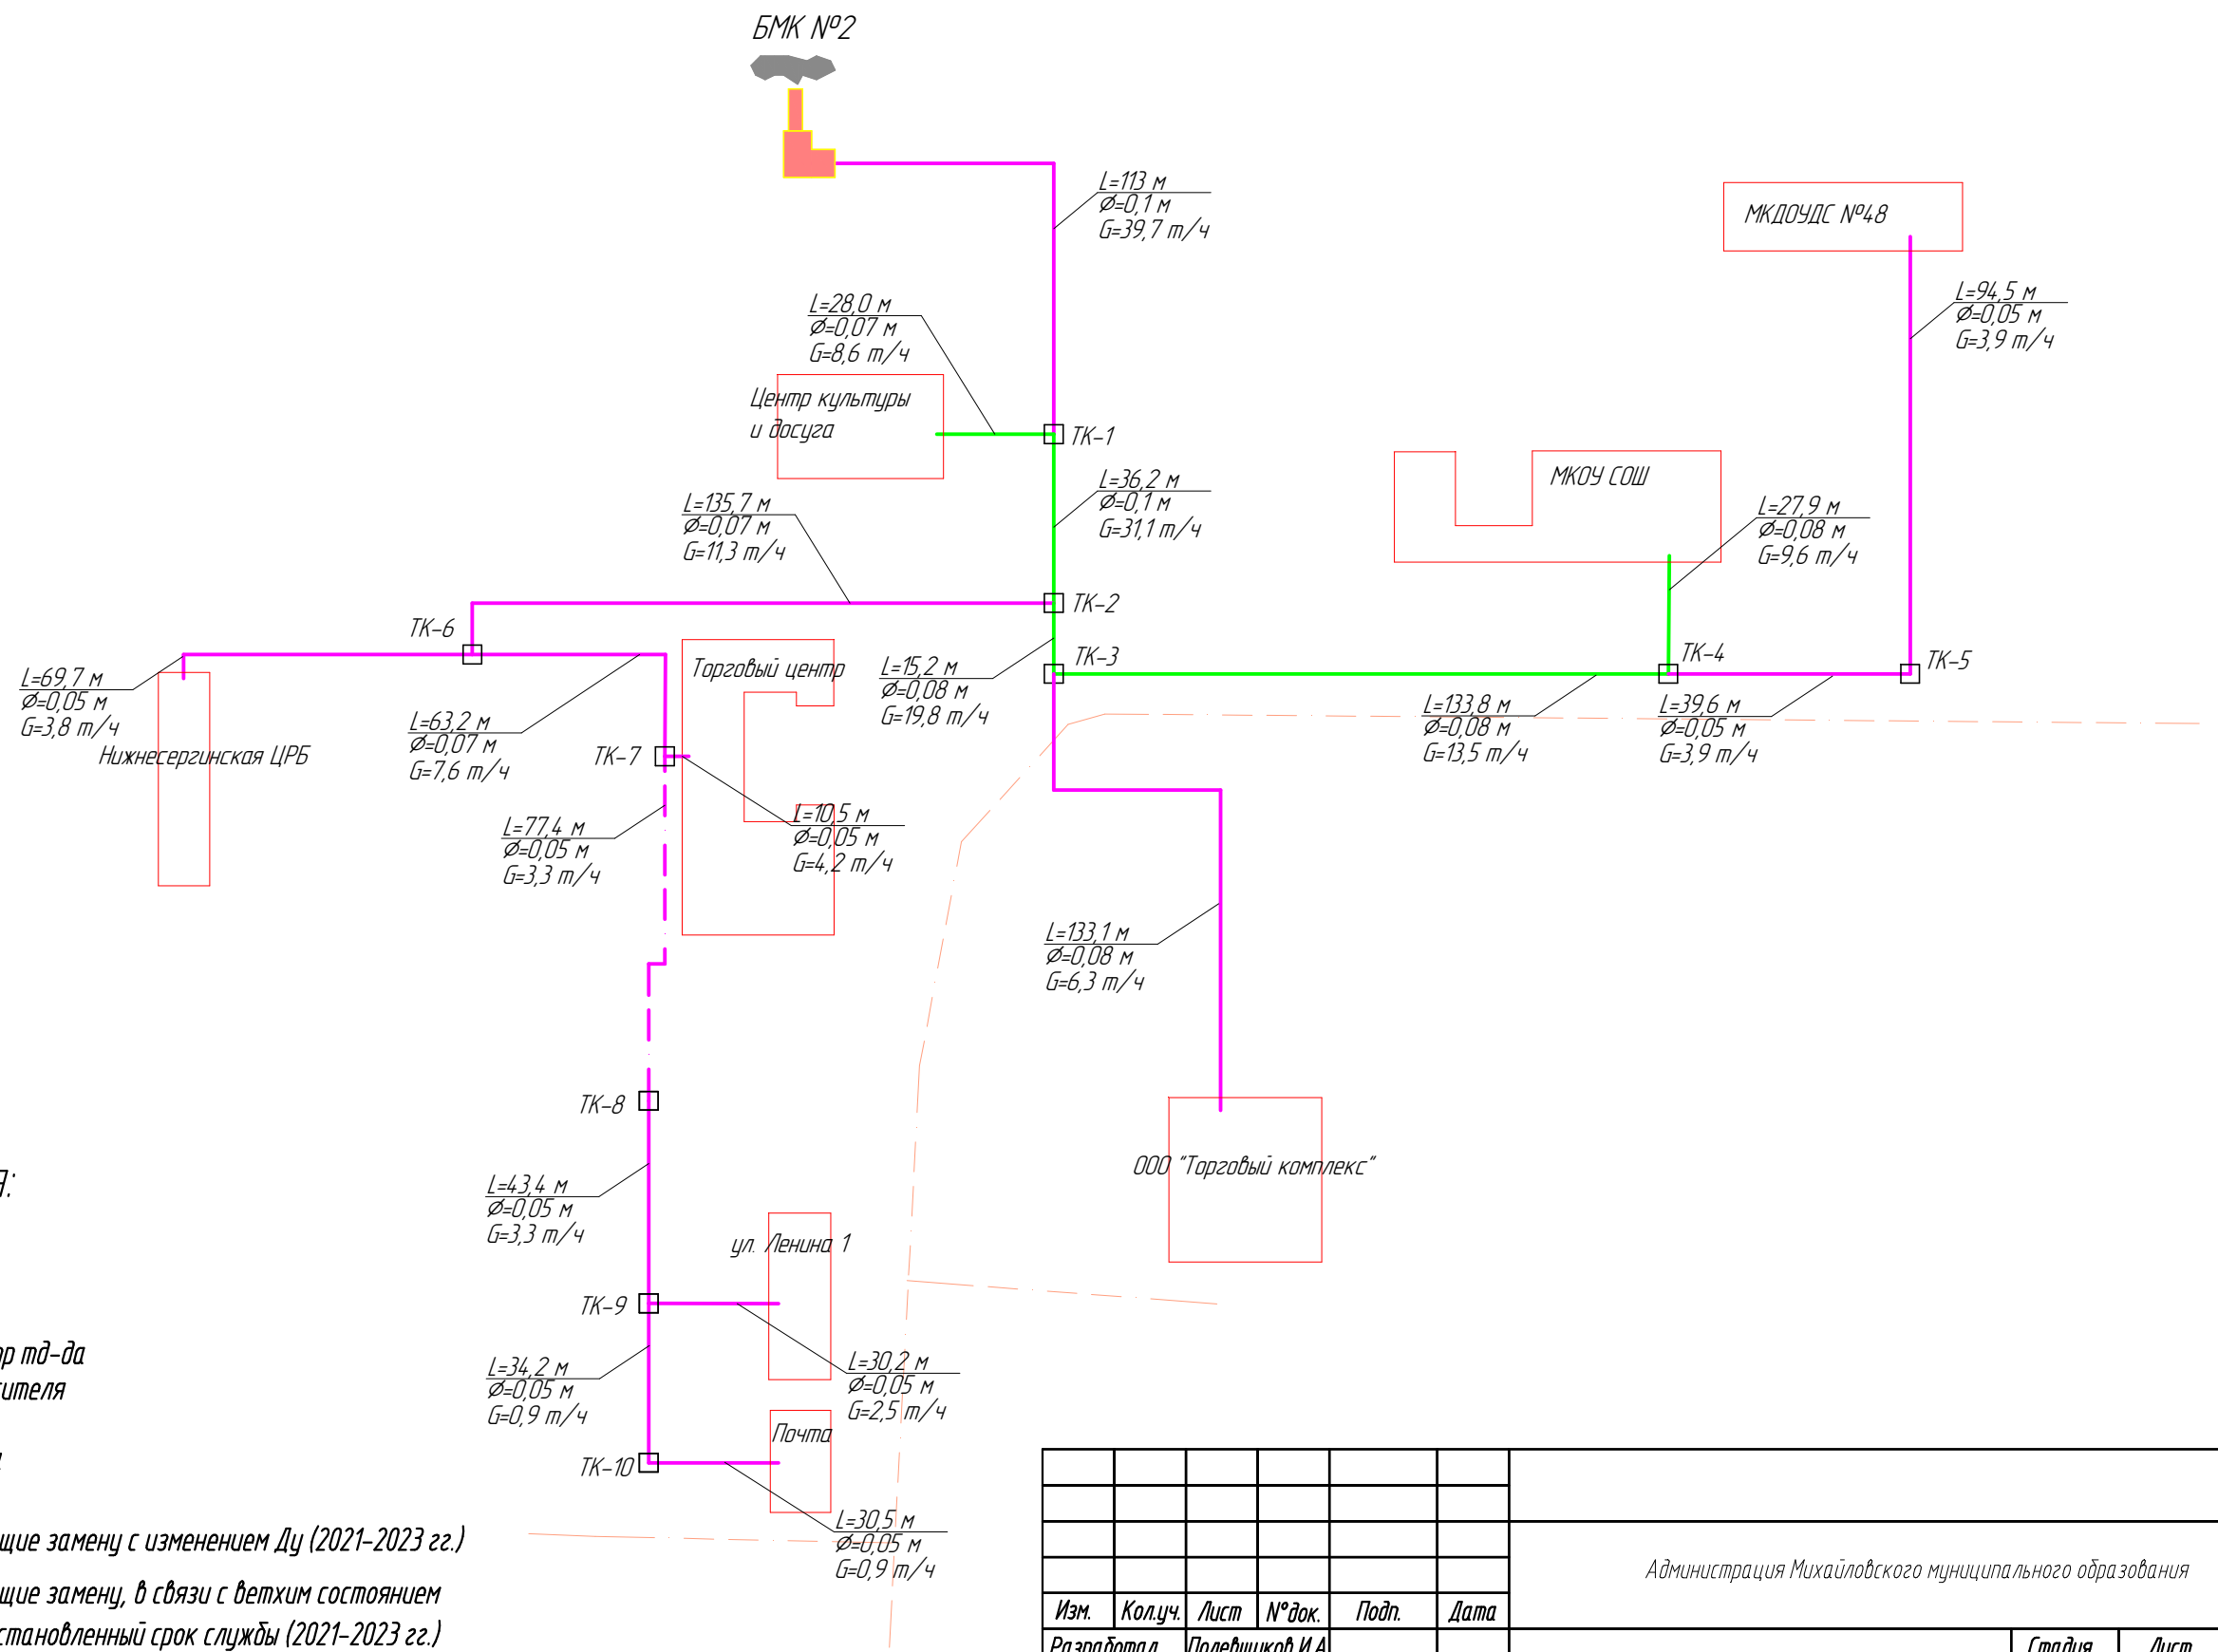 БМК №2
L=113 м
Ø=0,1 м
G=39,7 т/ч
МКДОУДС №48
L=94,5 м
Ø=0,05 м
G=3,9 т/ч
L=28,0 м
Ø=0,07 м
G=8,6 т/ч
Центр культуры
и досуга
ТК-1
L=36,2 м
Ø=0,1 м
G=31,1 т/ч
МКОУ СОШ
L=27,9 м
Ø=0,08 м
G=9,6 т/ч
L=135,7 м
Ø=0,07 м
G=11,3 т/ч
ТК-2
ТК-6
ТК-3
ТК-4
ТК-5
L=69,7 м
Ø=0,05 м
G=3,8 т/ч
Нижнесергинская ЦРБ
L=63,2 м
Ø=0,07 м
G=7,6 т/ч
Торговый центр
L=15,2 м
Ø=0,08 м
G=19,8 т/ч
L=133,8 м
Ø=0,08 м
G=13,5 т/ч
L=39,6 м
Ø=0,05 м
G=3,9 т/ч
ТК-7
L=77,4 м
Ø=0,05 м
G=3,3 т/ч
L=10,5 м
Ø=0,05 м
G=4,2 т/ч
L=133,1 м
Ø=0,08 м
G=6,3 т/ч
ТК-8
ООО "Торговый комплекс"
L=43,4 м
Ø=0,05 м
G=3,3 т/ч
ул. Ленина 1
ТК-9
L=34,2 м
Ø=0,05 м
G=0,9 т/ч
L=30,2 м
Ø=0,05 м
G=2,5 т/ч
Почта
ТК-10
L=30,5 м
Ø=0,05 м
G=0,9 т/ч
р тд-да
ителя
щие замену с изменением Ду (2021-2023 гг.)
щие замену, в связи с ветхим состоянием
становленный срок службы (2021-2023 гг.)
Администрация Михайловского муниципального образования
Изм. Кол.уч. Лист №док. Подп. Дата
Разработал Полевщиков И.А
Стадия Лист